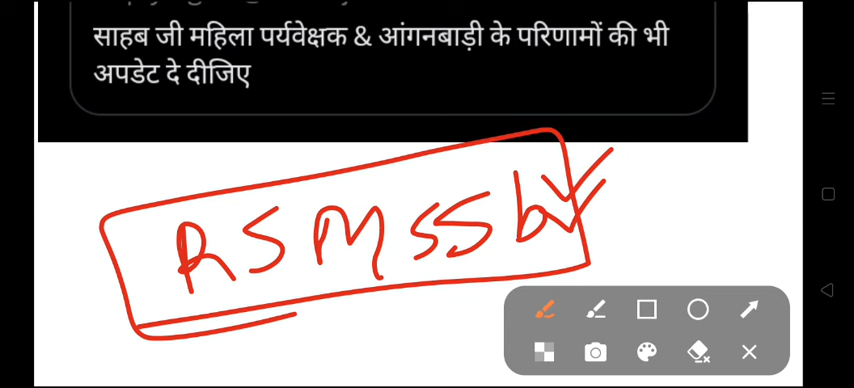 साहब जी महिला पर्यवेक्षक & आंगनबाड़ी के परिणामों की भी
अपडेट दे दीजिए
RSMSSb